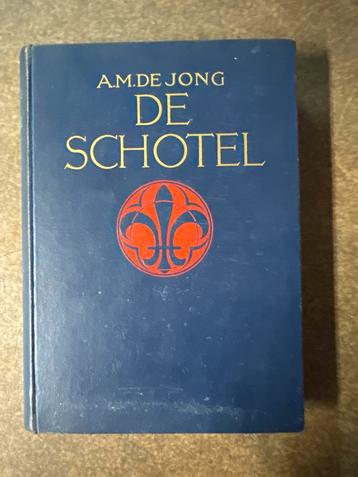 A.M. DE JONG
DE
SCHOTEL